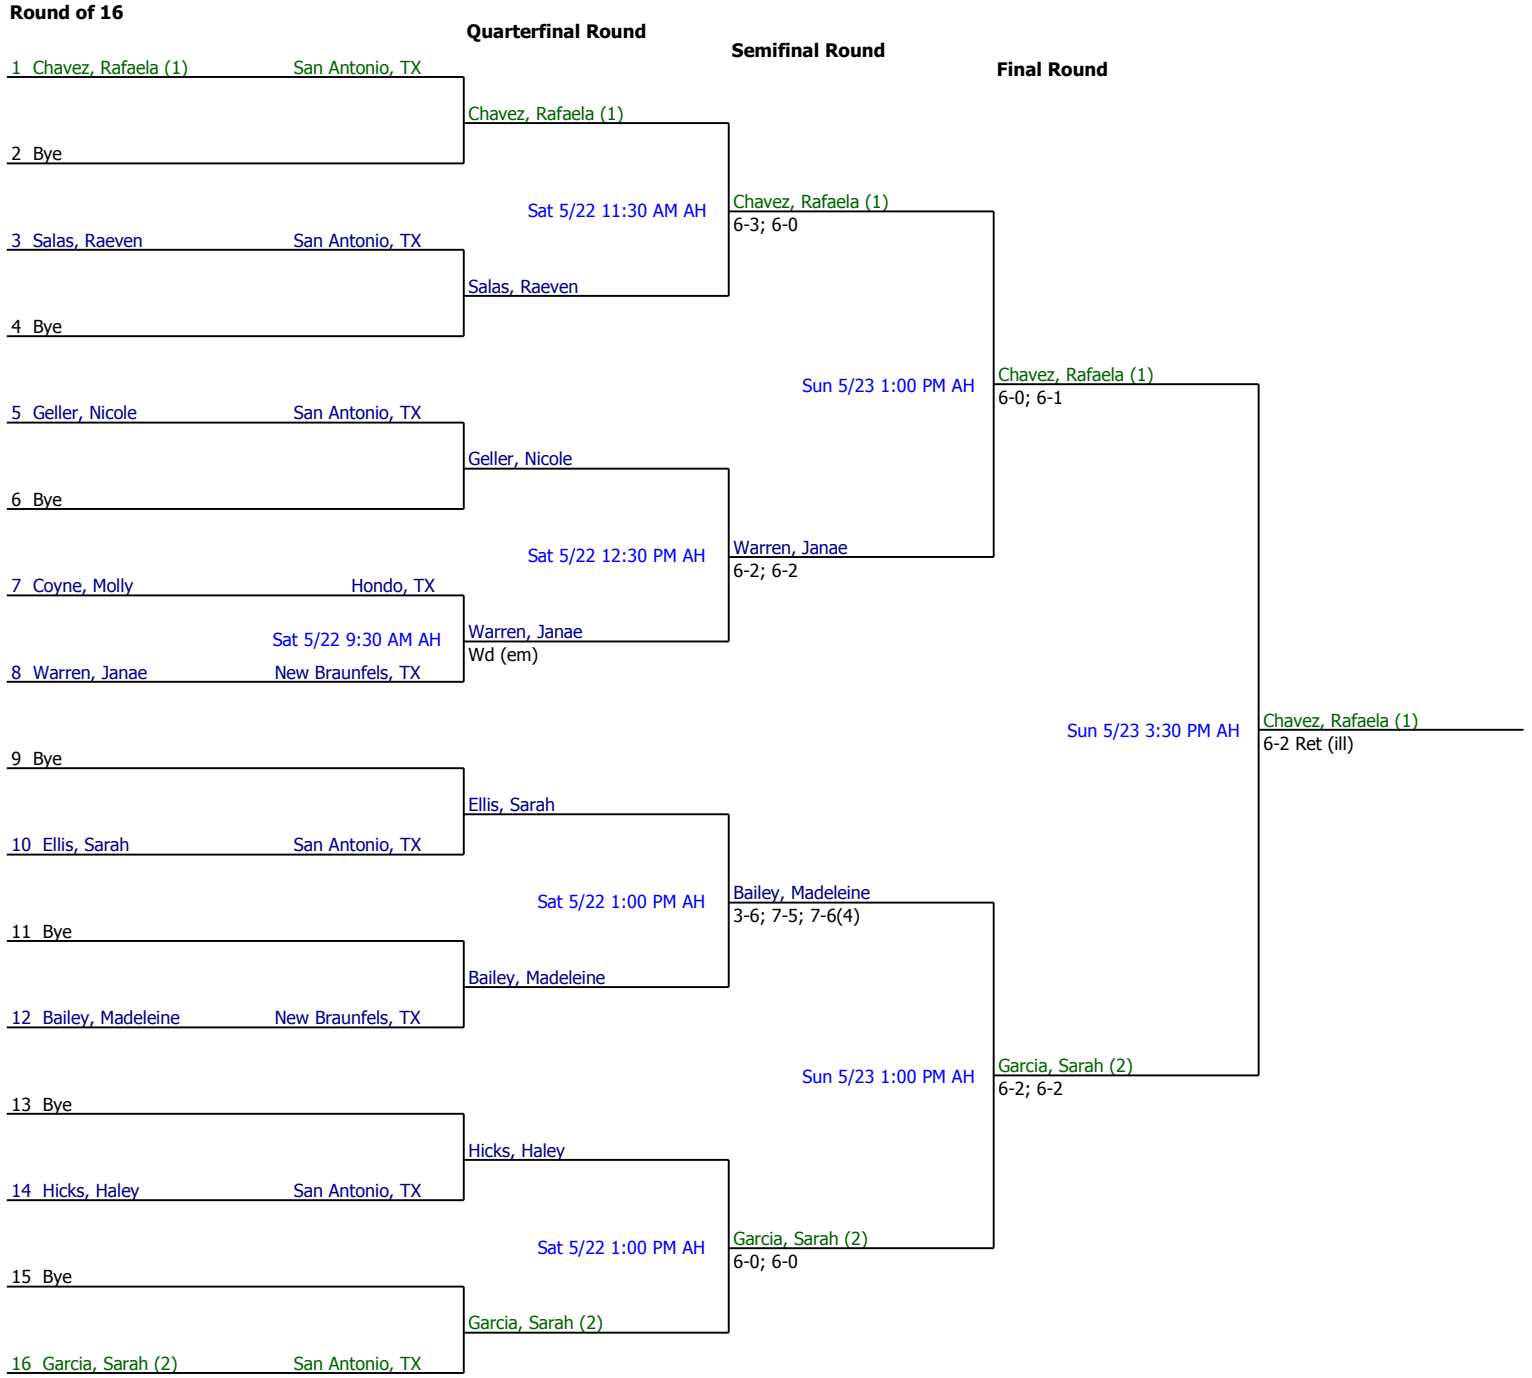 Round of 16
Quarterfinal Round
Semifinal Round
Final Round
1 Chavez, Rafaela (1) San Antonio, TX
Chavez, Rafaela (1)
2 Bye
Sat 5/22 11:30 AM AH
Chavez, Rafaela (1)
6-3; 6-0
3 Salas, Raeven San Antonio, TX
Salas, Raeven
4 Bye
Sun 5/23 1:00 PM AH
Chavez, Rafaela (1)
6-0; 6-1
5 Geller, Nicole San Antonio, TX
Geller, Nicole
6 Bye
Sat 5/22 12:30 PM AH
Warren, Janae
6-2; 6-2
7 Coyne, Molly Hondo, TX
Sat 5/22 9:30 AM AH
Warren, Janae
Wd (em)
8 Warren, Janae New Braunfels, TX
Sun 5/23 3:30 PM AH
Chavez, Rafaela (1)
6-2 Ret (ill)
9 Bye
Ellis, Sarah
10 Ellis, Sarah San Antonio, TX
Sat 5/22 1:00 PM AH
Bailey, Madeleine
3-6; 7-5; 7-6(4)
11 Bye
Bailey, Madeleine
12 Bailey, Madeleine New Braunfels, TX
Sun 5/23 1:00 PM AH
Garcia, Sarah (2)
6-2; 6-2
13 Bye
Hicks, Haley
14 Hicks, Haley San Antonio, TX
Sat 5/22 1:00 PM AH
Garcia, Sarah (2)
6-0; 6-0
15 Bye
Garcia, Sarah (2)
16 Garcia, Sarah (2) San Antonio, TX